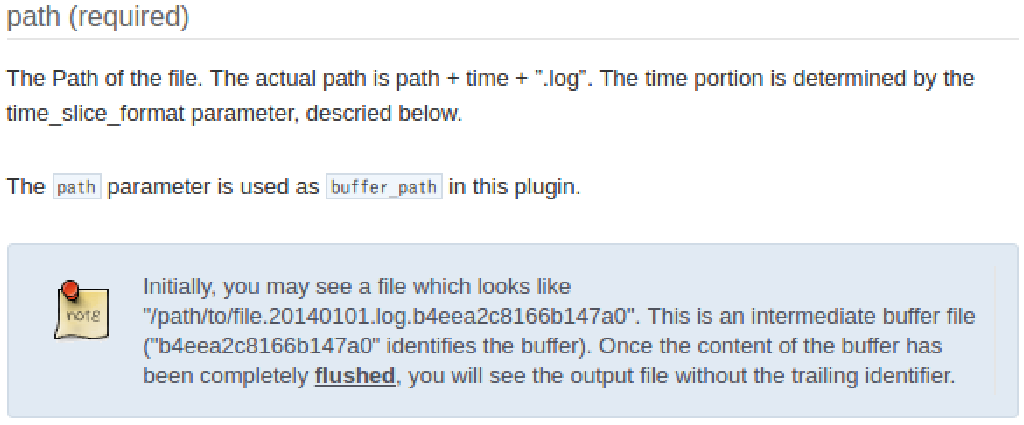 path (required)
The Path of the file. The actual path is path + time + ”.log”. The time portion is determined by the
time_slice_format parameter, descried below.
The path parameter is used as buffer_path in this plugin.
Initially, you may see a file which looks like
"/path/to/file.20140101.log.b4eea2c8166b147a0". This is an intermediate buffer file
("b4eea2c8166b147a0" identifies the buffer). Once the content of the buffer has
note
been completely flushed, you will see the output file without the trailing identifier.